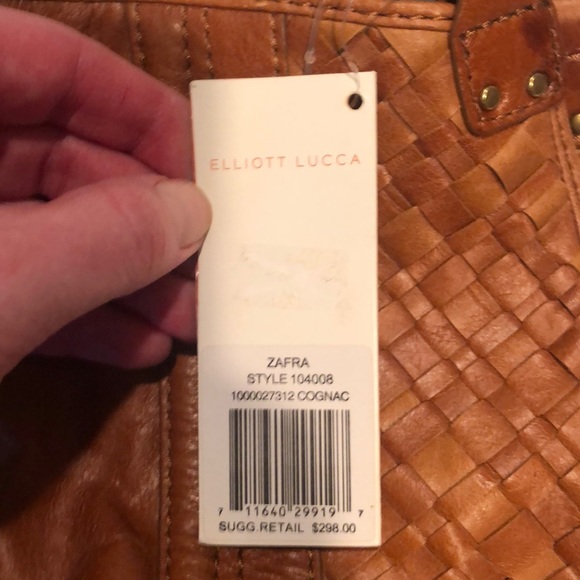 ELLIOTT LUCCA
ZAFRA
STYLE 104008
1000027312 COGNAC
7 11640 29919 7
SUGG.RETAIL $298.00